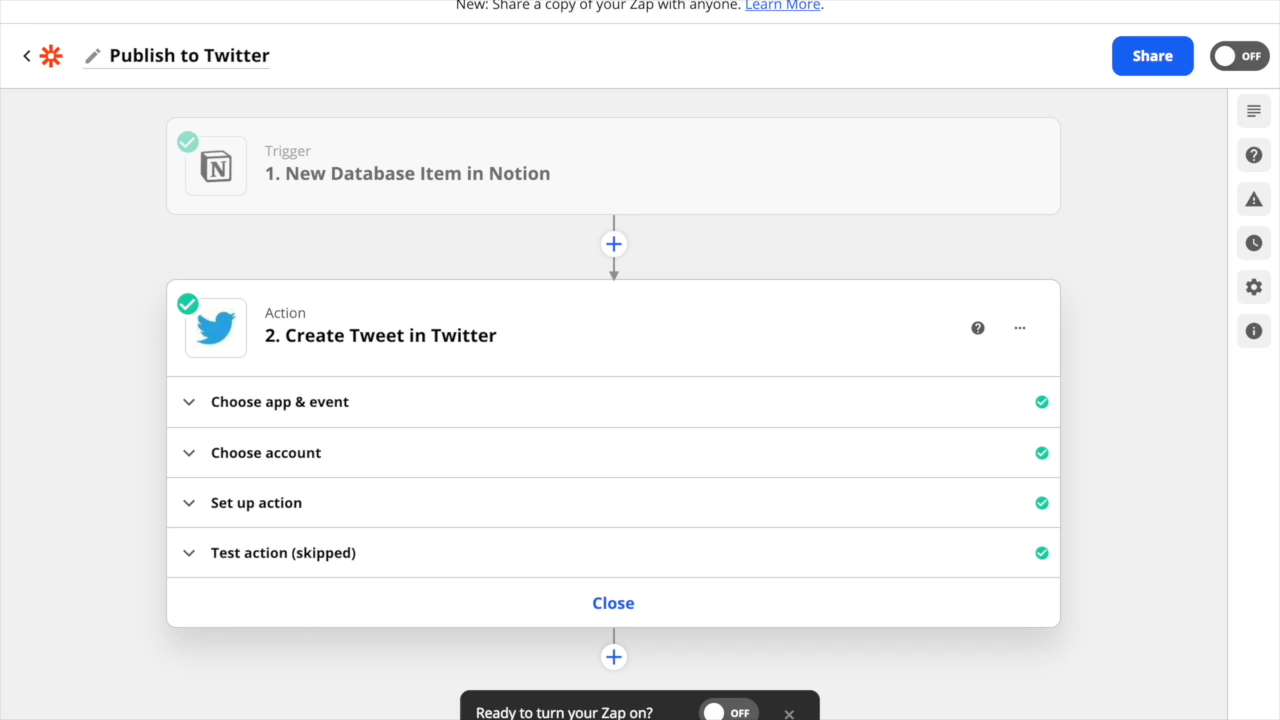 New: Share a copy of your Zap with anyone. Learn More.
Publish to Twitter
Share
OFF
Trigger
1. New Database Item in Notion
Action
2. Create Tweet in Twitter
Choose app & event
Choose account
Set up action
Test action (skipped)
Close
Ready to turn your Zap on?
OFF